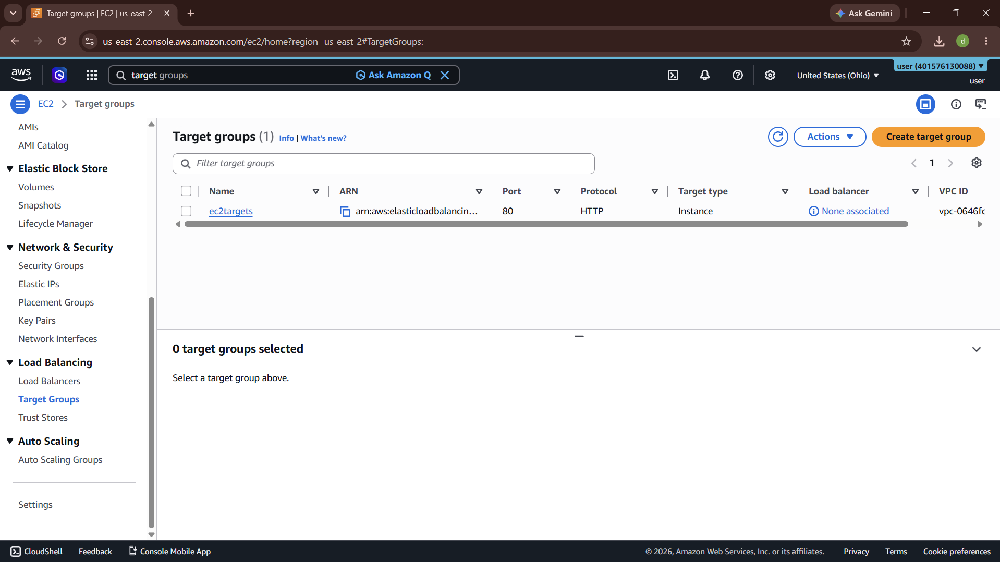 Target groups | EC2 | us-east-2
Ask Gemini
us-east-2.console.aws.amazon.com/ec2/home?region=us-east-2#TargetGroups:
d
aws
target groups
Ask Amazon Q
United States (Ohio)
user (401576130088)
user
EC2
Target groups
AMIs
AMI Catalog
Elastic Block Store
Volumes
Snapshots
Lifecycle Manager
Network & Security
Security Groups
Elastic IPs
Placement Groups
Key Pairs
Network Interfaces
Load Balancing
Load Balancers
Target Groups
Trust Stores
Auto Scaling
Auto Scaling Groups
Settings
Target groups (1) Info | What's new?
Actions
Create target group
Filter target groups
1
Name ARN Port Protocol Target type Load balancer VPC ID
ec2targets arn:aws:elasticloadbalancin... 80 HTTP Instance None associated vpc-0646fc
0 target groups selected
Select a target group above.
CloudShell Feedback Console Mobile App © 2026, Amazon Web Services, Inc. or its affiliates. Privacy Terms Cookie preferences